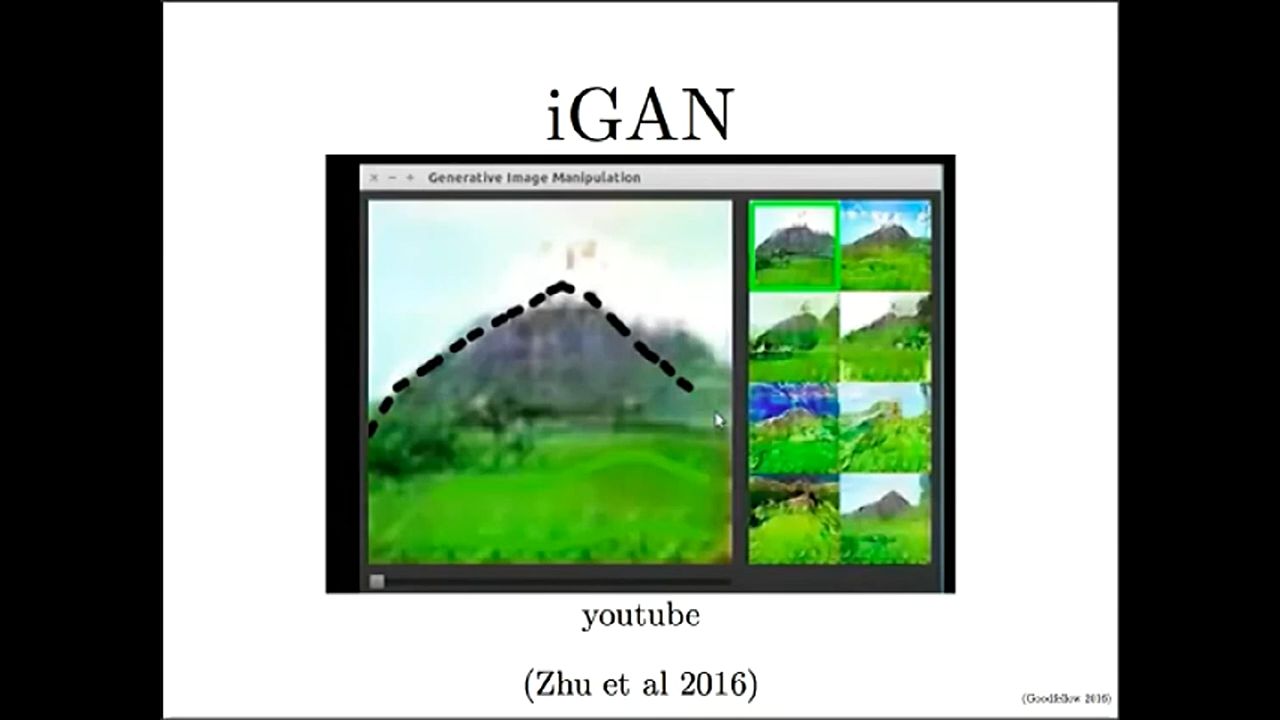 iGAN
Generative Image Manipulation
youtube
(Zhu et al 2016)
(Goodfellow 2016)